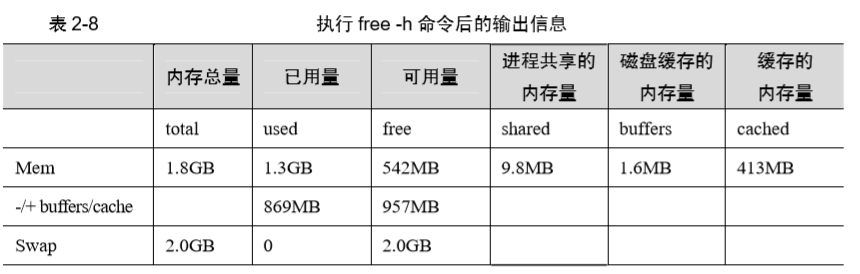 表 2-8 执行 free -h 命令后的输出信息
内存总量 已用量 可用量 进程共享的内存量 磁盘缓存的内存量 缓存的内存量
total used free shared buffers cached
Mem 1.8GB 1.3GB 542MB 9.8MB 1.6MB 413MB
-/+ buffers/cache 869MB 957MB
Swap 2.0GB 0 2.0GB